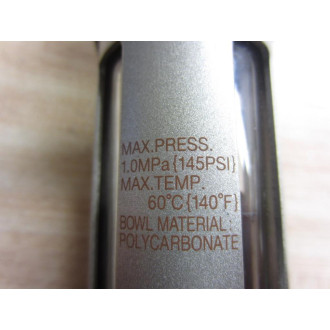 MAX.PRESS.
1.0MPa{145PSI}
MAX.TEMP.
60°C{140°F}
BOWL MATERIAL:
POLYCARBONATE